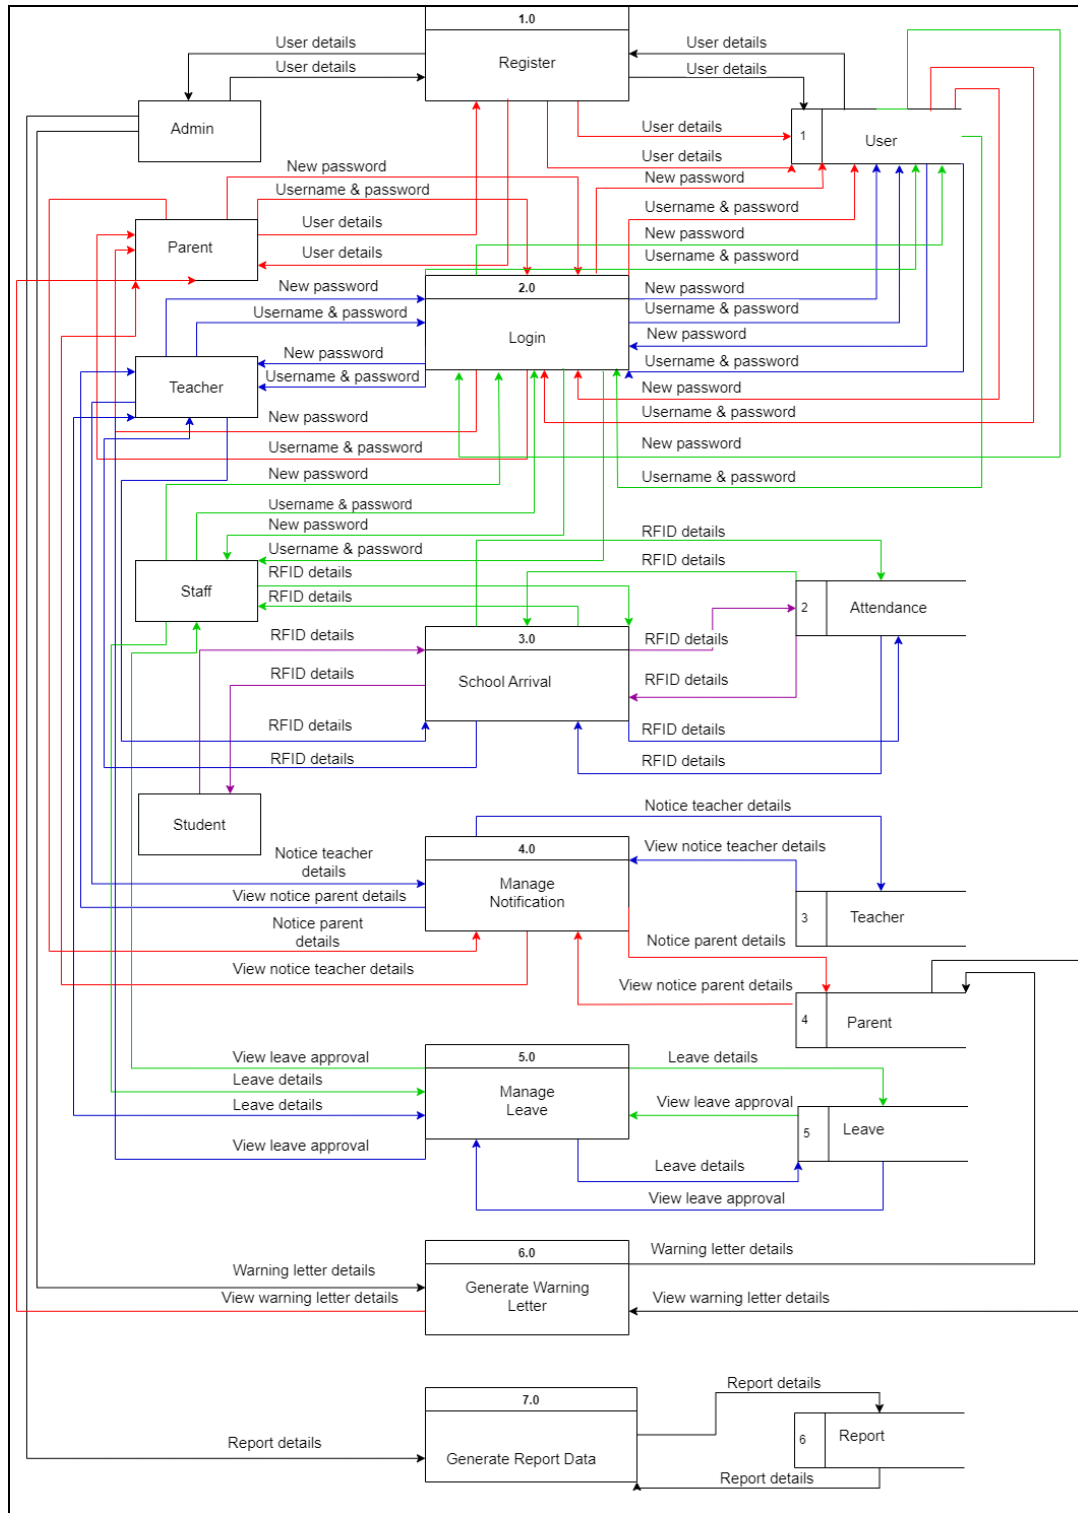 1.0
User details
User details
Register
User details
User details
Admin
User details
1
User
User details
New password
New password
Username & password
Username & password
User details
New password
Parent
User details
Username & password
2.0
New password
New password
Username & password
Username & password
Login
New password
New password
Username & password
Username & password
Teacher
New password
New password
Username & password
Username & password
New password
New password
Username & password
Username & password
New password
RFID details
Username & password
RFID details
RFID details
Staff
RFID details
2
Attendance
RFID details
3.0
RFID details
RFID details
School Arrival
RFID details
RFID details
RFID details
RFID details
RFID details
Notice teacher details
Student
4.0
View notice teacher details
Notice teacher
details
Manage
Notification
View notice parent details
3
Teacher
Notice parent
details
Notice parent details
View notice teacher details
View notice parent details
4
Parent
View leave approval
5.0
Leave details
Leave details
Manage
Leave
Leave details
View leave approval
5
Leave
View leave approval
Leave details
View leave approval
6.0
Warning letter details
Warning letter details
Generate Warning
Letter
View warning letter details
View warning letter details
7.0
Report details
Report details
Generate Report Data
6
Report
Report details